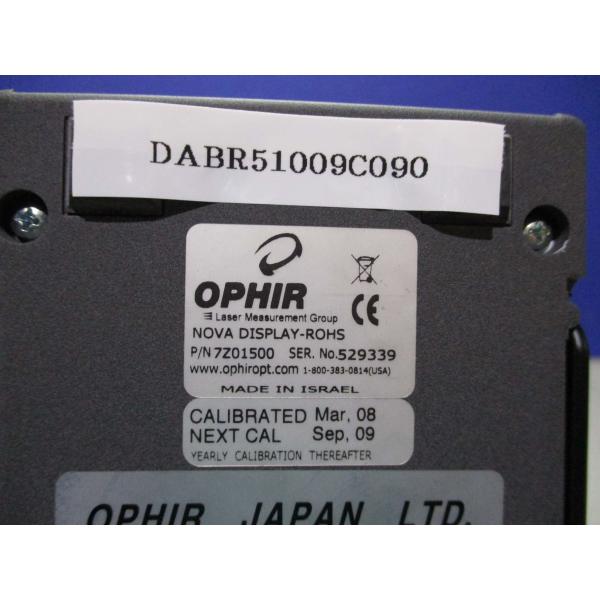 DABR51009C090
OPHIR
Laser Measurement Group
NOVA DISPLAY-ROHS
P/N 7Z01500 SER. No.529339
www.ophiropt.com 1-800-383-0814(USA)
MADE IN ISRAEL
CALIBRATED Mar, 08
NEXT CAL Sep, 09
YEARLY CALIBRATION THEREAFTER
OPHIR JAPAN LTD.